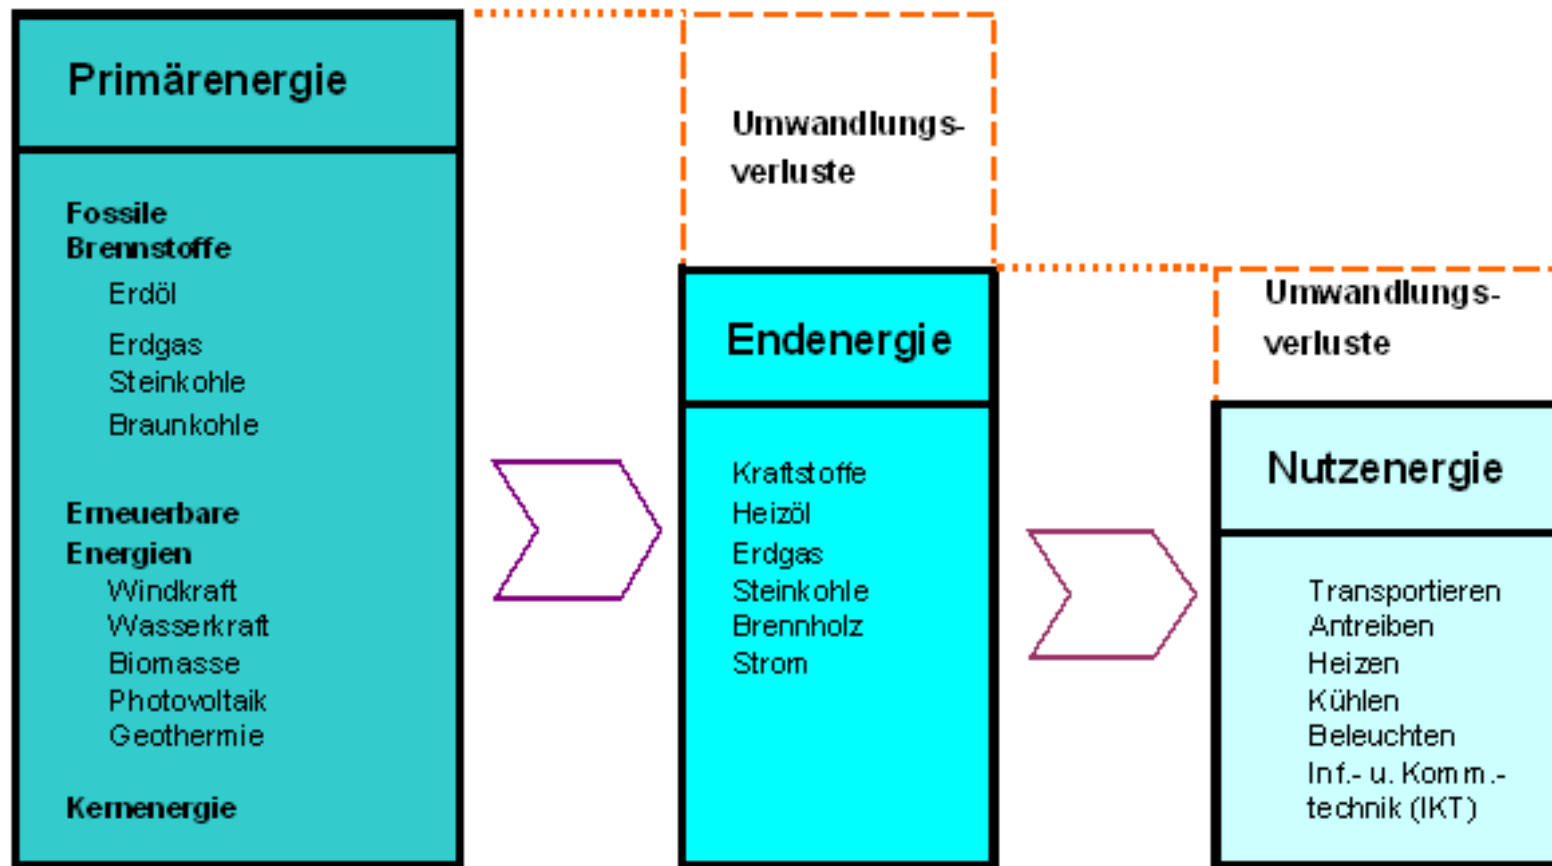 Primärenergie
Fossile
Brennstoffe
Erdöl
Erdgas
Steinkohle
Braunkohle
Erneuerbare
Energien
Windkraft
Wasserkraft
Biomasse
Photovoltaik
Geothermie
Kernenergie
Umwandlungs-
verluste
Endenergie
Kraftstoffe
Heizöl
Erdgas
Steinkohle
Brennholz
Strom
Umwandlungs-
verluste
Nutzenergie
Transportieren
Antreiben
Heizen
Kühlen
Beleuchten
Inf.- u. Komm.-
technik (IKT)